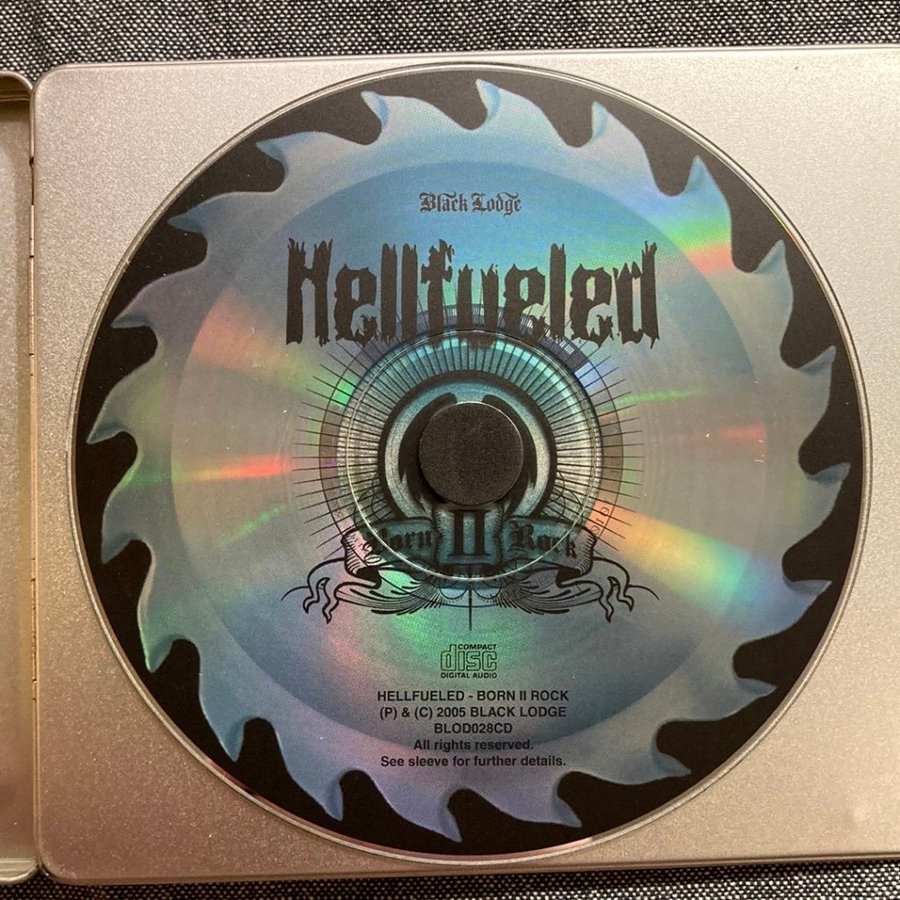 Black Lodge
Hellfueled
Born II Rock
COMPACT
disc
DIGITAL AUDIO
HELLFUELED - BORN II ROCK
(P) & (C) 2005 BLACK LODGE
BLOD028CD
All rights reserved.
See sleeve for further details.